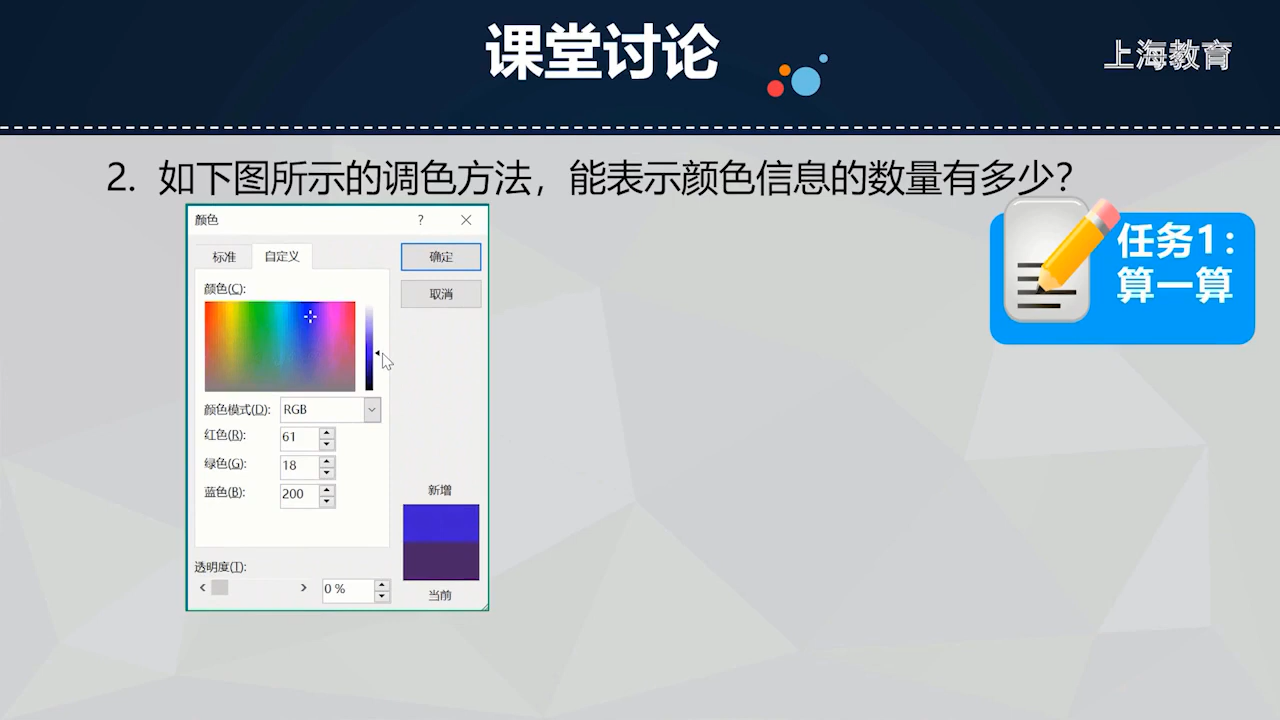 课堂讨论
上海教育
2. 如下图所示的调色方法，能表示颜色信息的数量有多少?
任务1：
算一算
颜色
?
标准
自定义
确定
取消
颜色(C):
颜色模式(D):
RGB
红色(R):
61
绿色(G):
18
蓝色(B):
200
新增
透明度(T):
0 %
当前